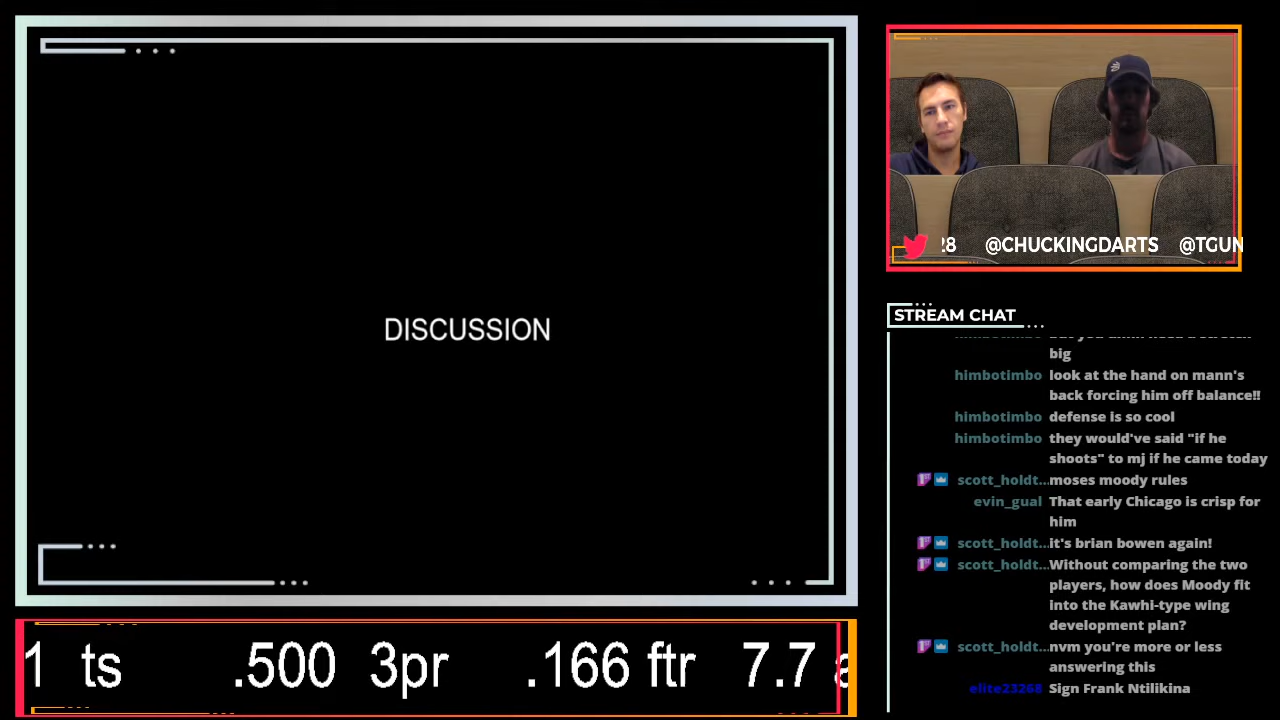 DISCUSSION
1 ts .500 3pr .166 ftr 7.7
28 @CHUCKINGDARTS @TGUN
STREAM CHAT
big
himbotimbo look at the hand on mann's
back forcing him off balance!!
himbotimbo defense is so cool
himbotimbo they would've said "if he
shoots" to mj if he came today
scott_holdt... moses moody rules
evin_gual That early Chicago is crisp for
him
scott_holdt... it's brian bowen again!
scott_holdt... Without comparing the two
players, how does Moody fit
into the Kawhi-type wing
development plan?
scott_holdt... nvm you're more or less
answering this
elite23268 Sign Frank Ntilikina